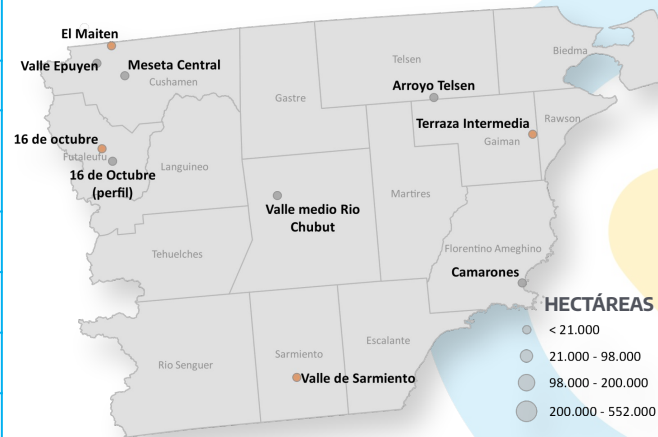 El Maiten
Valle Epuyen
Meseta Central
Cushamen
Telsen
Biedma
Gastre
Arroyo Telsen
Terraza Intermedia
Rawson
Gaiman
16 de octubre
Futaleufu
16 de Octubre
(perfil)
Languineo
Valle medio Rio
Chubut
Martires
Tehuelches
Florentino Ameghino
Camarones
HECTÁREAS
< 21.000
21.000 - 98.000
98.000 - 200.000
200.000 - 552.000
Rio Senguer
Sarmiento
Escalante
Valle de Sarmiento